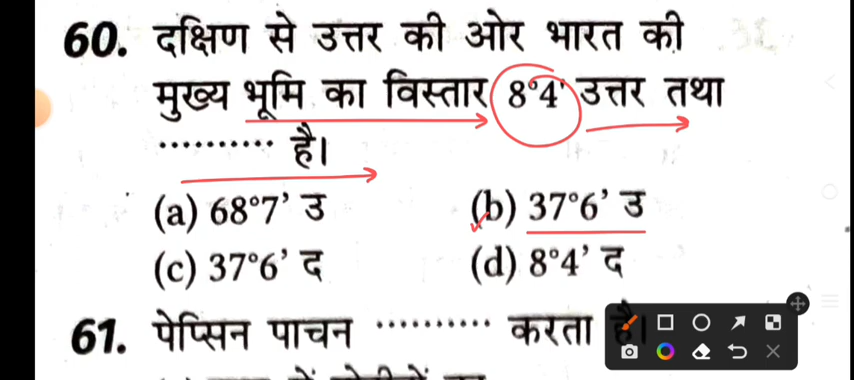 60. दक्षिण से उत्तर की ओर भारत की
मुख्य भूमि का विस्तार 8°4' उत्तर तथा
.......... है।
(a) 68°7’ उ (b) 37°6’ उ
(c) 37°6’ द (d) 8°4’ द
61. पेप्सिन पाचन .......... करता है।